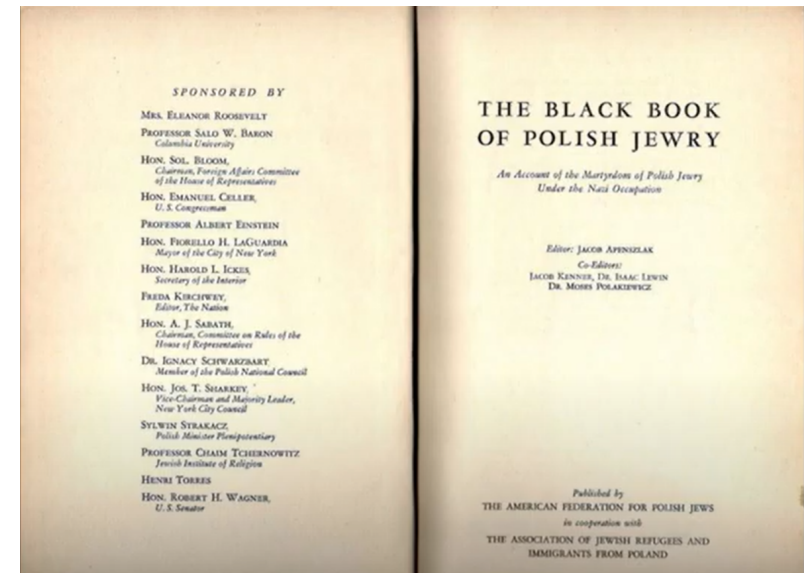 SPONSORED BY
MRS. ELEANOR ROOSEVELT
PROFESSOR SALO W. BARON
Columbia University
HON. SOL. BLOOM,
Chairman, Foreign Affairs Committee
of the House of Representatives
HON. EMANUEL CELLER,
U. S. Congressman
PROFESSOR ALBERT EINSTEIN
HON. FIORELLO H. LAGUARDIA
Mayor of the City of New York
HON. HAROLD L. ICKES,
Secretary of the Interior
FREDA KIRCHWEY,
Editor, The Nation
HON. A. J. SABATH,
Chairman, Committee on Rules of the
House of Representatives
DR. IGNACY SCHWARZBART
Member of the Polish National Council
HON. JOS. T. SHARKEY,
Vice-Chairman and Majority Leader,
New York City Council
SYLWIN STRAKACZ,
Polish Minister Plenipotentiary
PROFESSOR CHAIM TCHERNOWITZ
Jewish Institute of Religion
HENRI TORRES
HON. ROBERT H. WAGNER,
U. S. Senator
THE BLACK BOOK
OF POLISH JEWRY
An Account of the Martyrdom of Polish Jewry
Under the Nazi Occupation
Editor: JACOB APENSZLAK
Co-Editors:
JACOB KENNER, DR. ISAAC LEWIN
DR. MOSES POLAKIEWICZ
Published by
THE AMERICAN FEDERATION FOR POLISH JEWS
in cooperation with
THE ASSOCIATION OF JEWISH REFUGEES AND
IMMIGRANTS FROM POLAND